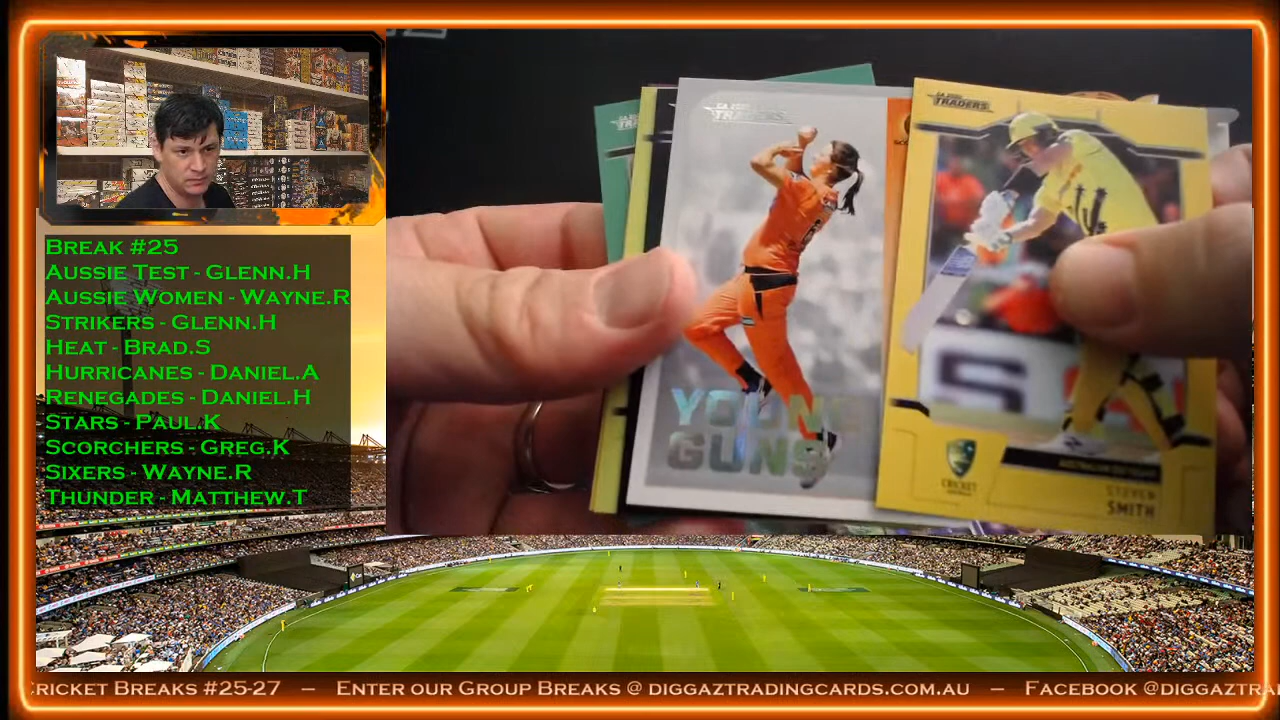 Break #25
Aussie Test - Glenn.H
Aussie Women - Wayne.R
Strikers - Glenn.H
Heat - Brad.S
Hurricanes - Daniel.A
Renegades - Daniel.H
Stars - Paul.K
Scorchers - Greg.K
Sixers - Wayne.R
Thunder - Matthew.T
TRADERS
YOUNG
GUNS
TRADERS
CRICKET
STEVEN
SMITH
Cricket Breaks #25-27 — Enter our Group Breaks @ diggaztradingcards.com.au — Facebook @diggaztra